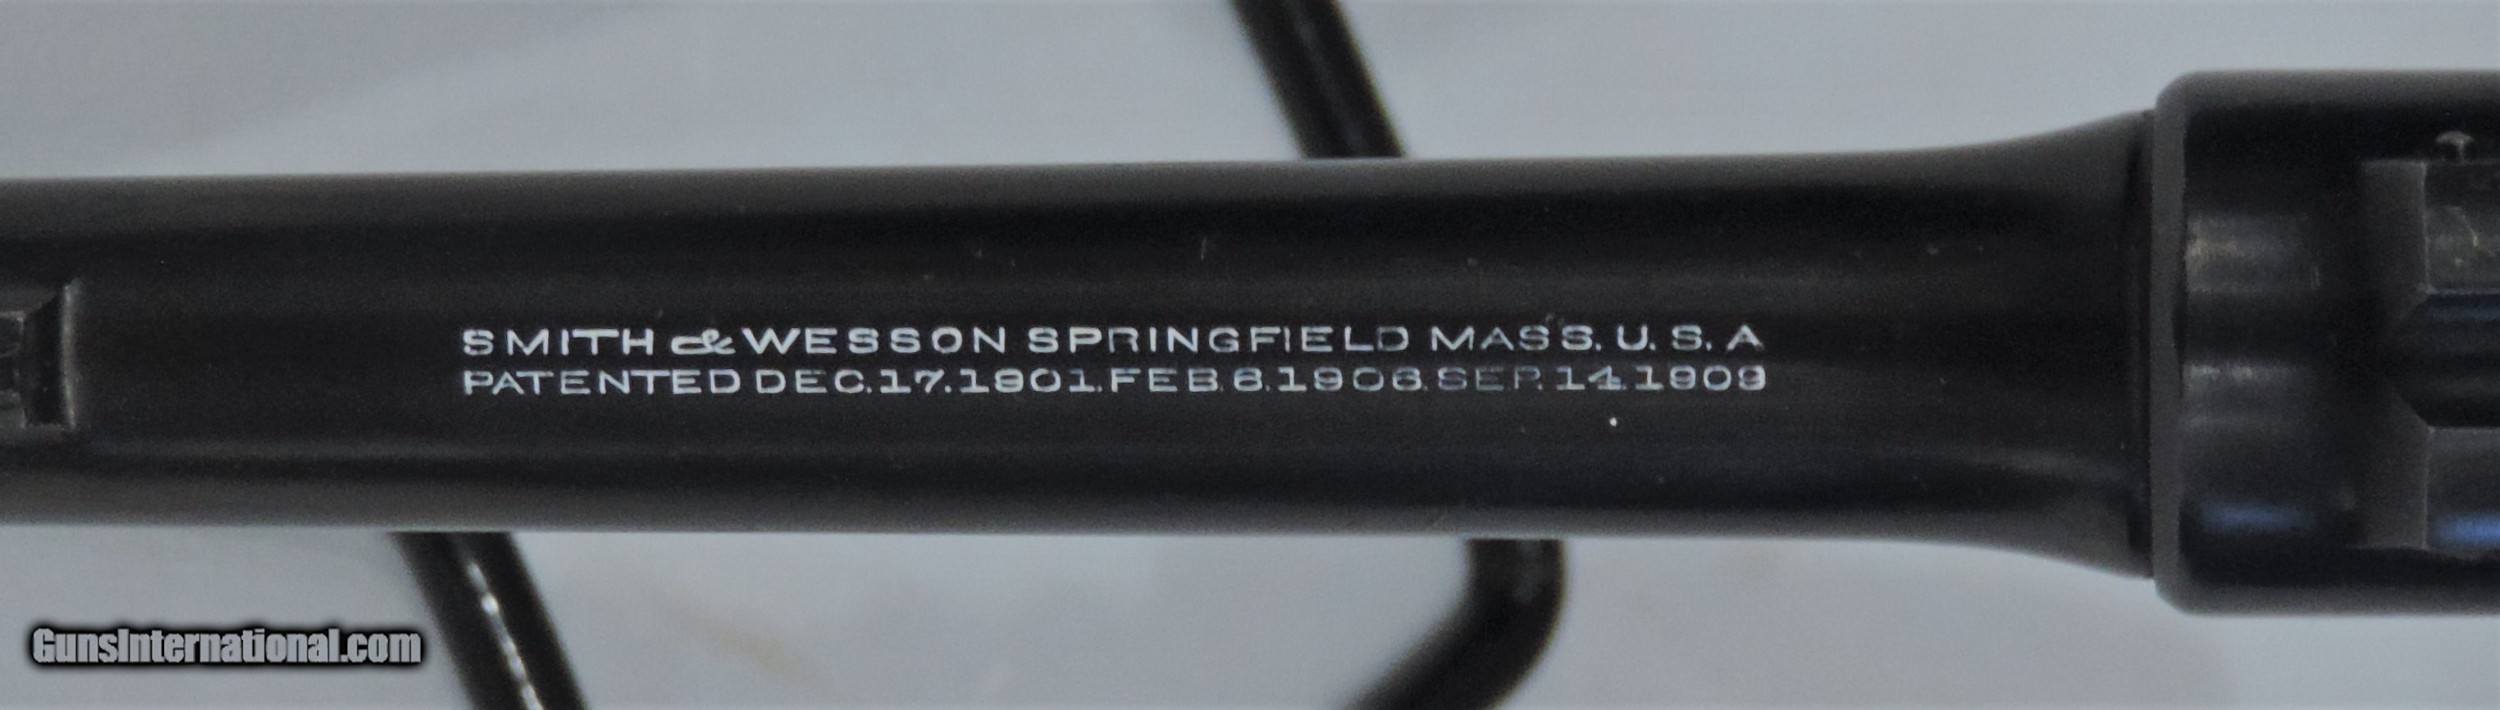 SMITH & WESSON SPRINGFIELD MASS. U. S. A
PATENTED DEC. 17. 1901. FEB. 6. 1906. SEP. 14. 1909
GunsInternational.com